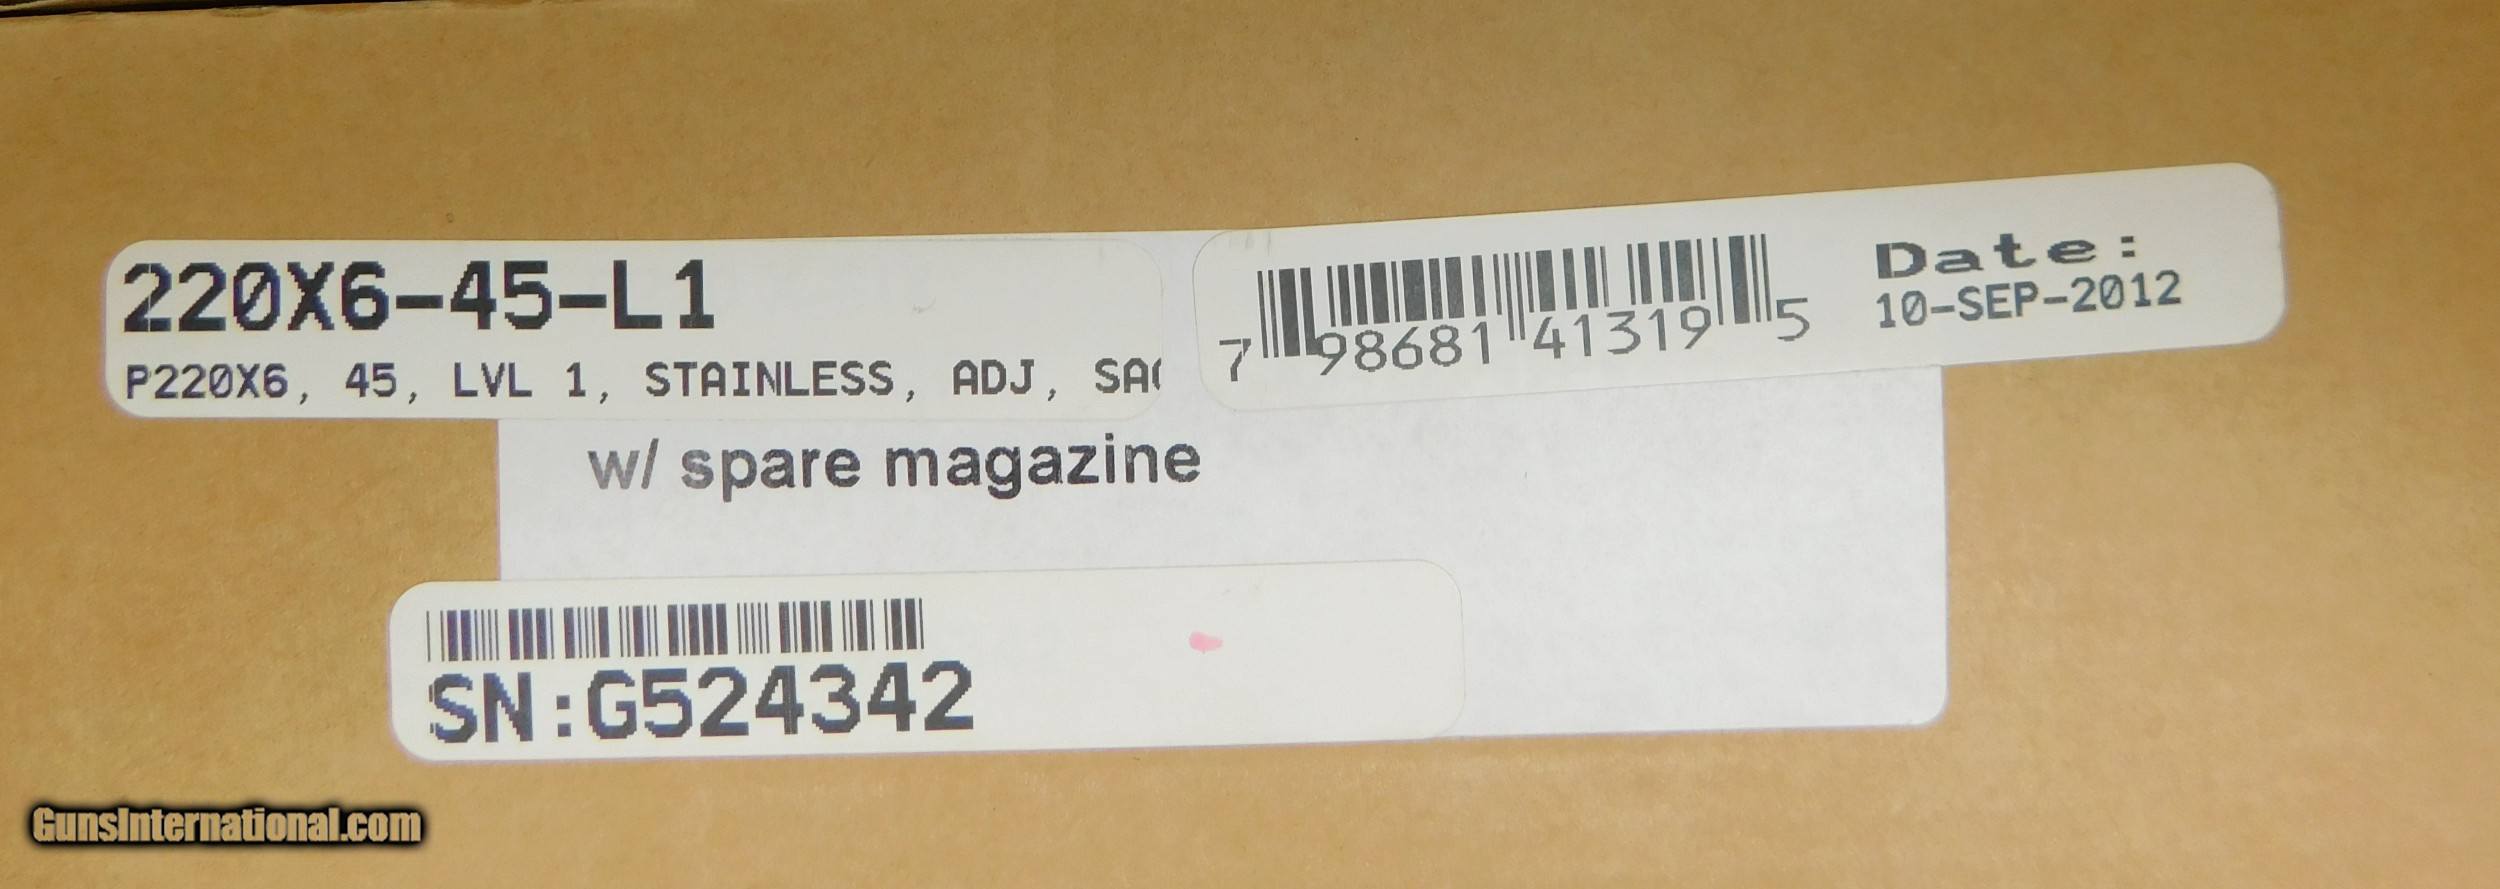 220X6-45-L1
P220X6, 45, LVL 1, STAINLESS, ADJ,
7 98681 41319 5
Date:
10-SEP-2012
w/ spare magazine
SN:G524342
GunsInternational.com